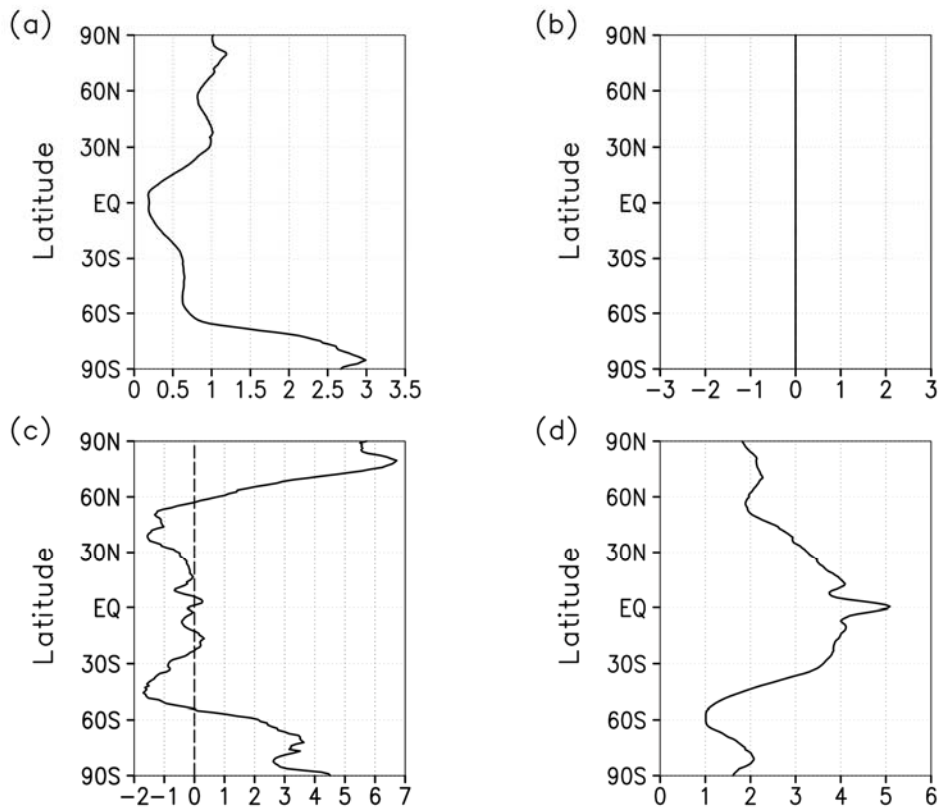 (a)
90N
60N
30N
EQ
30S
60S
90S
Latitude
0 0.5 1 1.5 2 2.5 3 3.5
(b)
90N
60N
30N
EQ
30S
60S
90S
Latitude
-3 -2 -1 0 1 2 3
(c)
90N
60N
30N
EQ
30S
60S
90S
Latitude
-2 -1 0 1 2 3 4 5 6 7
(d)
90N
60N
30N
EQ
30S
60S
90S
Latitude
0 1 2 3 4 5 6